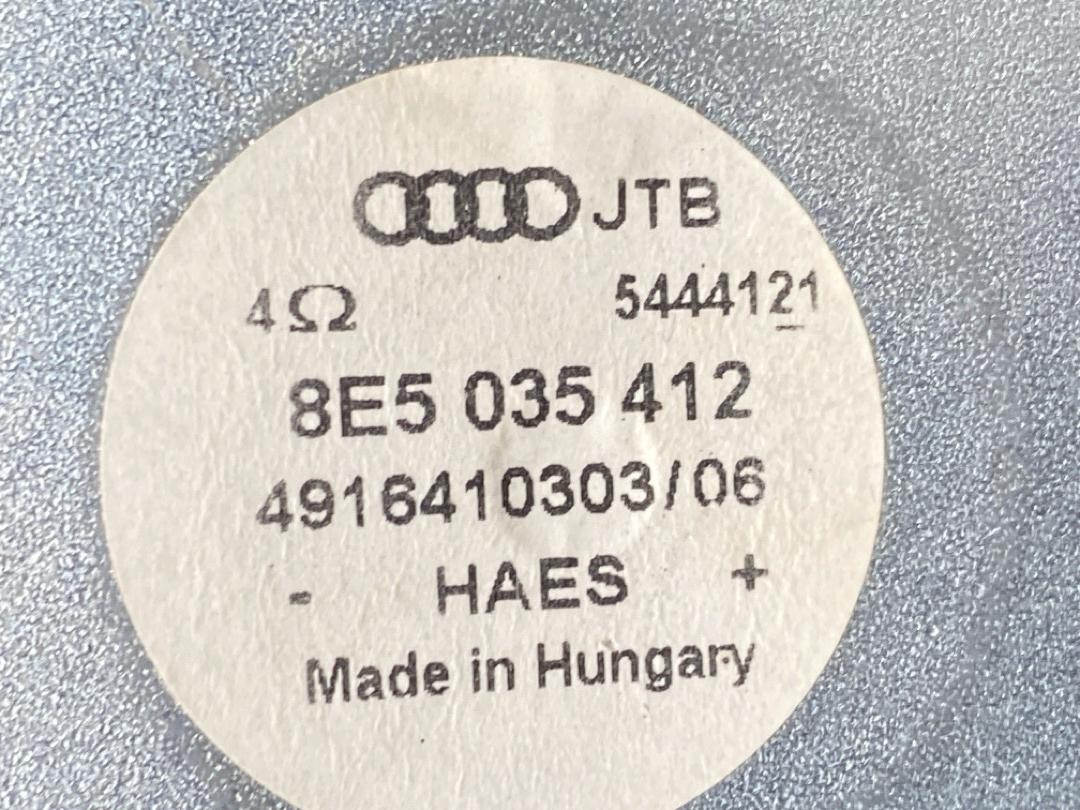 JTB
4Ω 5444121
8E5 035 412
4916410303/06
- HAES +
Made in Hungary